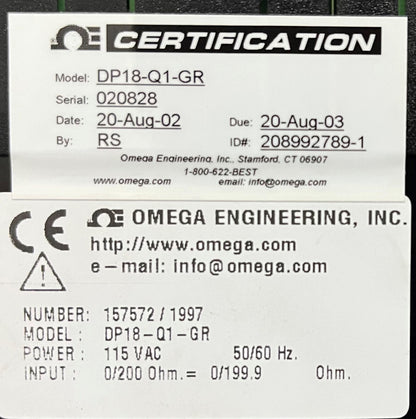 CERTIFICATION
Model: DP18-Q1-GR
Serial: 020828
Date: 20-Aug-02 Due: 20-Aug-03
By: RS ID#: 208992789-1
Omega Engineering, Inc., Stamford, CT 06907
1-800-622-BEST
www.omega.com email: info@omega.com
CE OMEGA ENGINEERING, INC.
http://www.omega.com
e-mail: info@omega.com
NUMBER: 157572/1997
MODEL: DP18-Q1-GR
POWER: 115 VAC 50/60 Hz.
INPUT: 0/200 Ohm.= 0/199.9 Ohm.